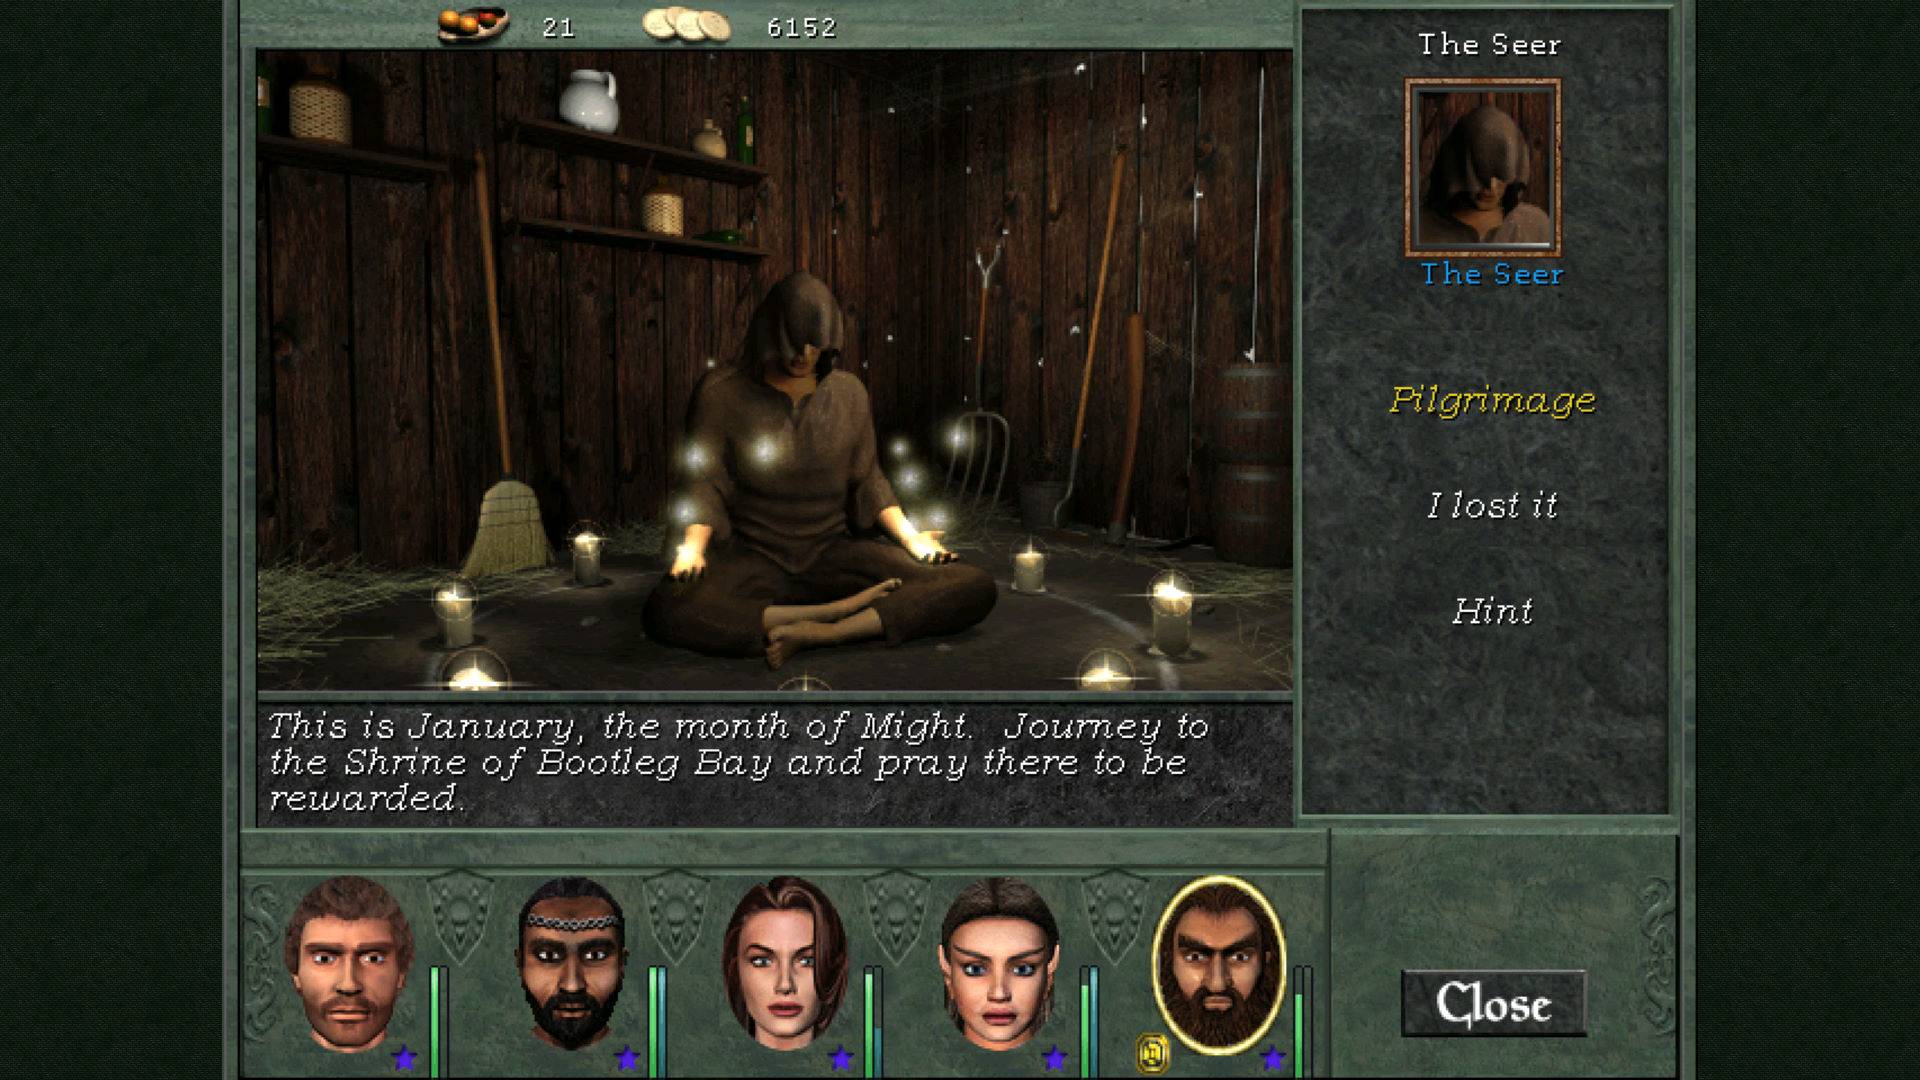 21 6152
The Seer
The Seer
Pilgrimage
I lost it
Hint
This is January, the month of Might. Journey to
the Shrine of Bootleg Bay and pray there to be
rewarded.
Close